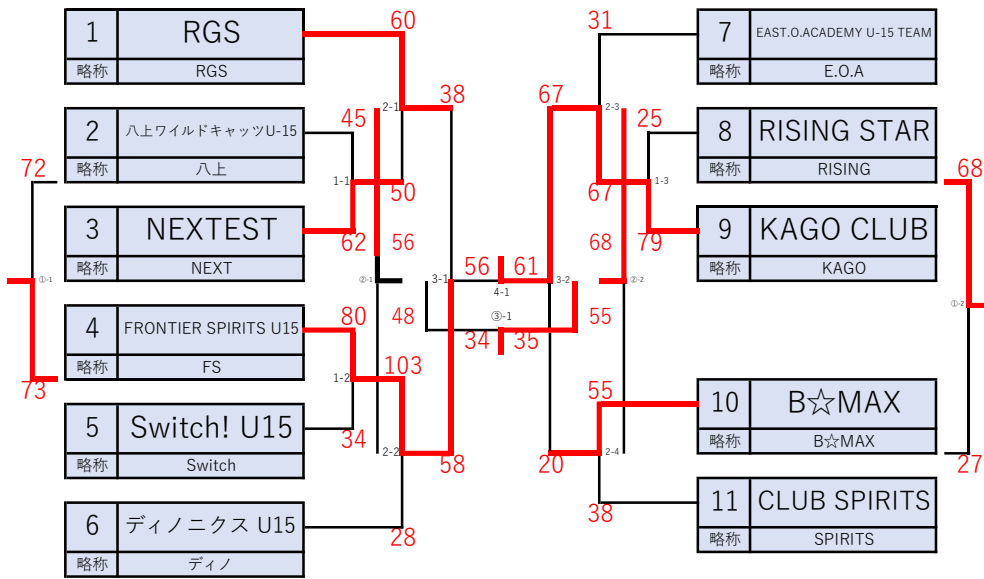 60
1 RGS
略称 RGS
38
2-1
45
2 八上ワイルドキャッツU-15
略称 八上
72
1-1
50
3 NEXTEST
略称 NEXT
62
56
①-1
②-1
3-1
48
4 FRONTIER SPIRITS U15
略称 FS
80
103
1-2
73
5 Switch! U15
略称 Switch
34
2-2
58
6 ディノニクス U15
略称 ディノ
28
56 61
4-1
③-1
34 35
31
7 EAST.O.ACADEMY U-15 TEAM
略称 E.O.A
67
2-3
25
8 RISING STAR
略称 RISING
68
67
1-3
79
9 KAGO CLUB
略称 KAGO
68
3-2
②-2
①-2
55
55
10 B☆MAX
略称 B☆MAX
20
2-4
27
38
11 CLUB SPIRITS
略称 SPIRITS